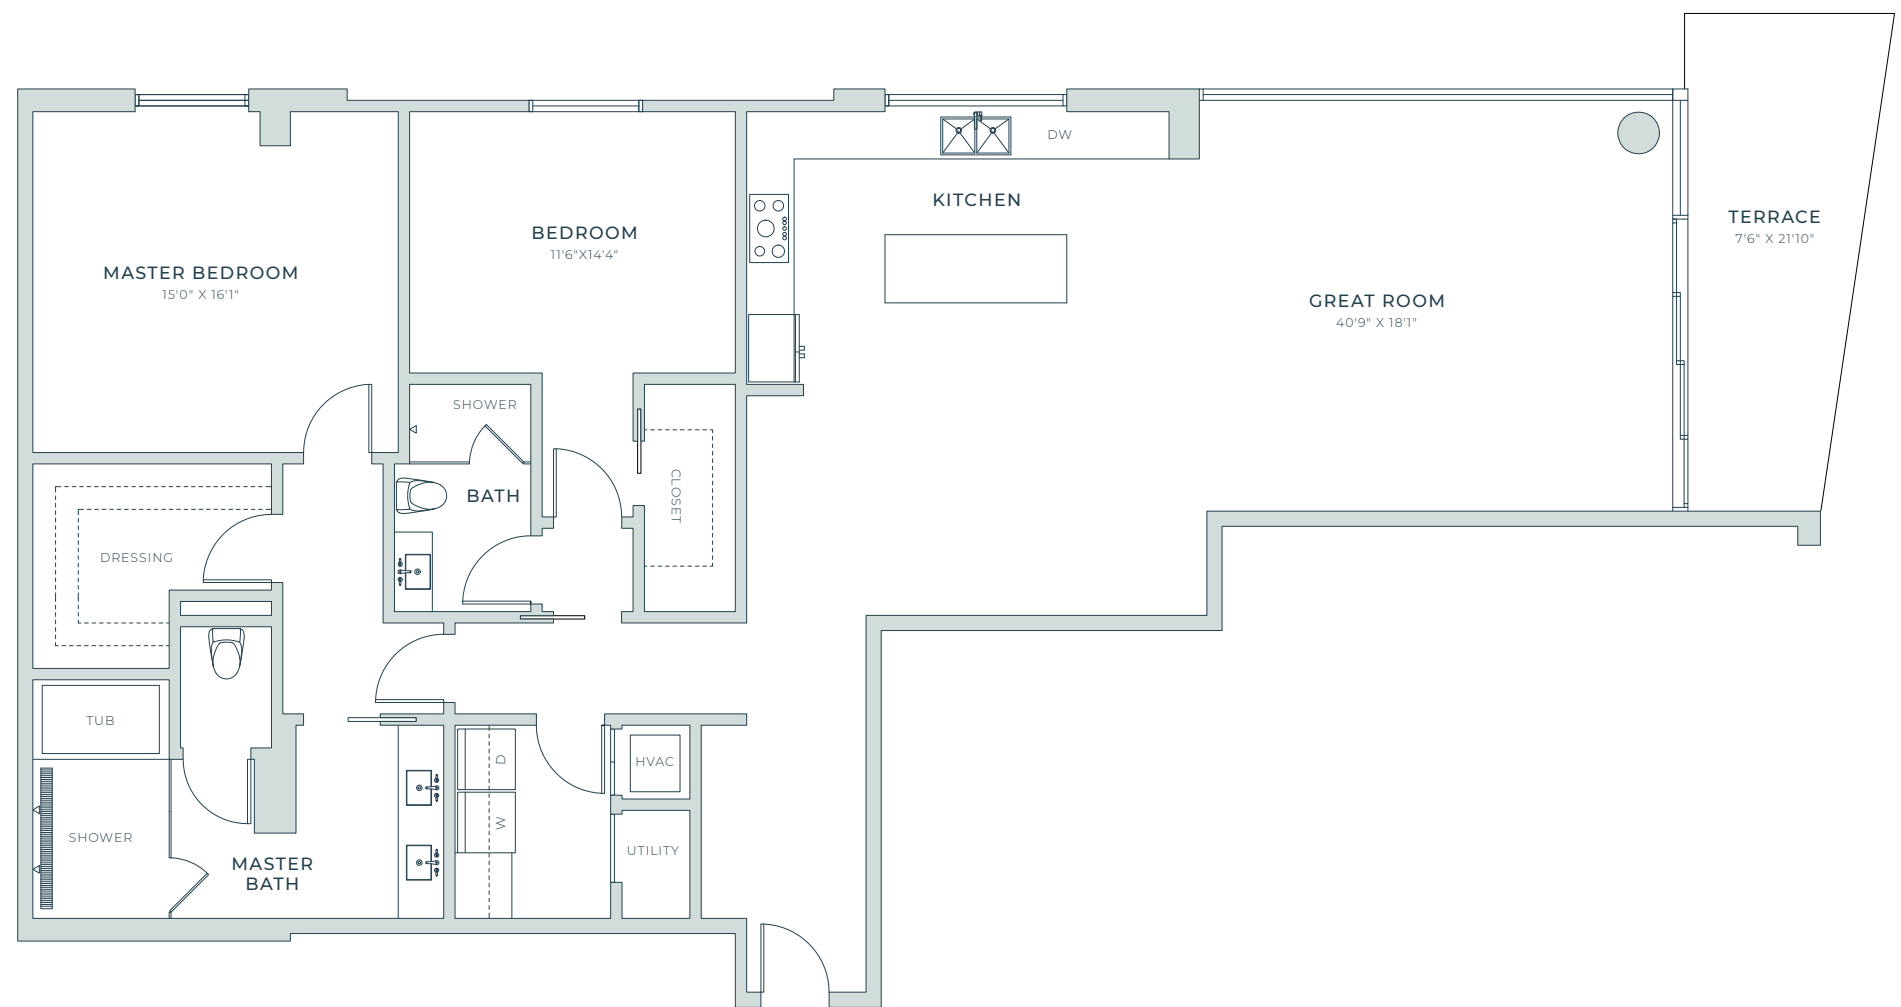 MASTER BEDROOM
15'0" X 16'1"
BEDROOM
11'6"X14'4"
DW
KITCHEN
GREAT ROOM
40'9" X 18'1"
TERRACE
7'6" X 21'10"
SHOWER
BATH
CLOSET
DRESSING
TUB
SHOWER
MASTER
BATH
D
W
HVAC
UTILITY